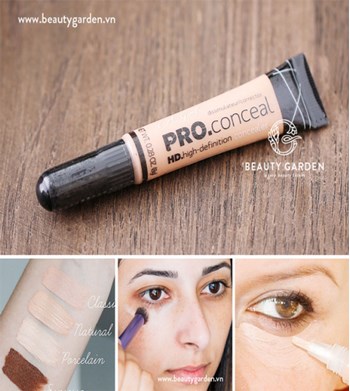 www.beautygarden.vn
PRO.conceal
HD.high-definition
BEAUTY GARDEN
Classic
Natural
Porcelain
www.beautygarden.vn